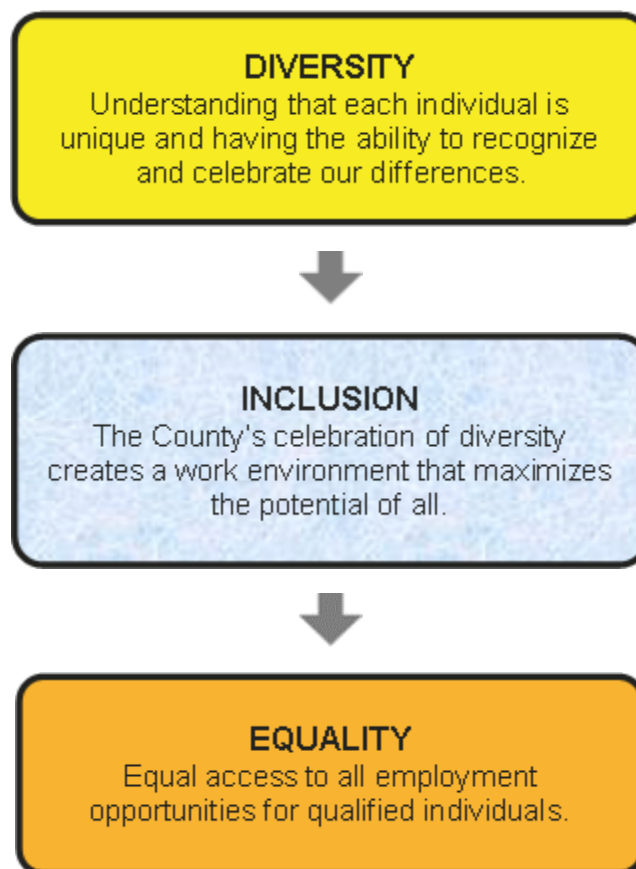 DIVERSITY
Understanding that each individual is
unique and having the ability to recognize
and celebrate our differences.
INCLUSION
The County's celebration of diversity
creates a work environment that maximizes
the potential of all.
EQUALITY
Equal access to all employment
opportunities for qualified individuals.